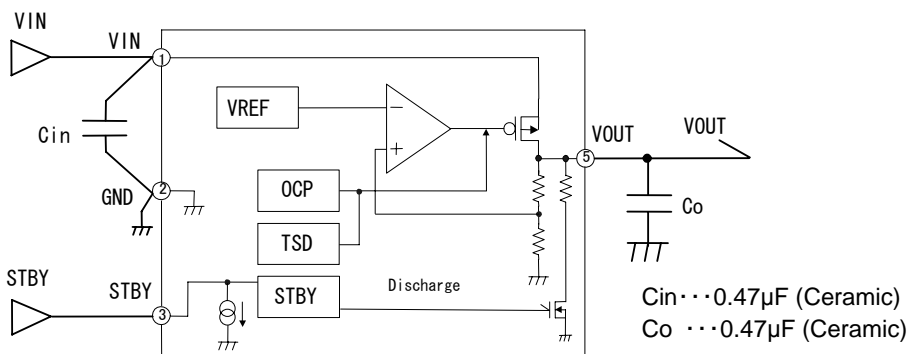 VIN
VIN
1
VREF
−
+
Cin
VOUT
VOUT
5
GND
2
OCP
Co
TSD
STBY
STBY
3
STBY
Discharge
Cin･･･0.47µF (Ceramic)
Co ･･･0.47µF (Ceramic)